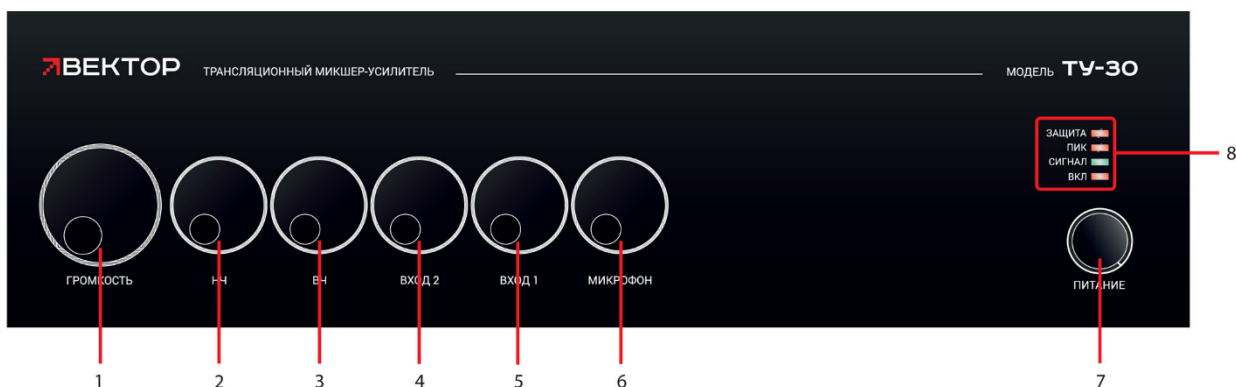 ВЕКТОР ТРАНСЛЯЦИОННЫЙ МИКШЕР-УСИЛИТЕЛЬ МОДЕЛЬ ТУ-30
ЗАЩИТА
ПИК
СИГНАЛ
ВКЛ
8
ГРОМКОСТЬ НЧ ВЧ ВХОД 2 ВХОД 1 МИКРОФОН ПИТАНИЕ
1 2 3 4 5 6 7